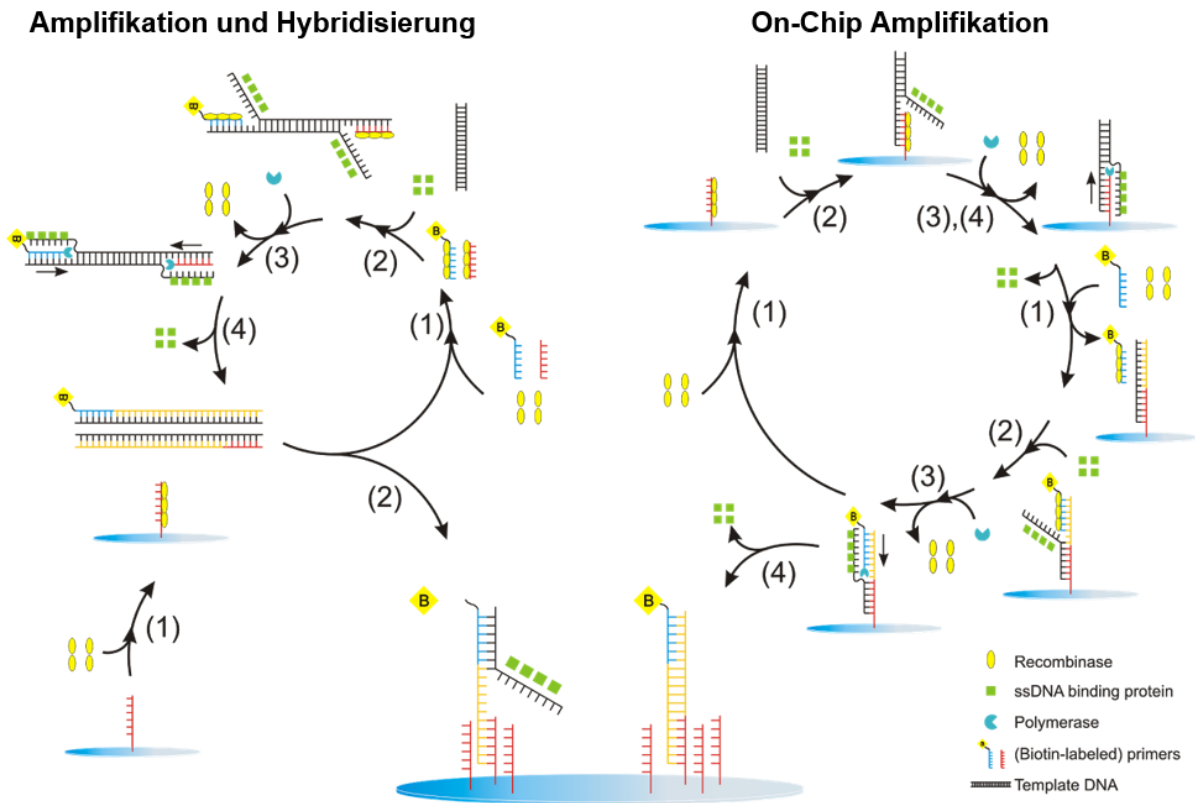 Amplifikation und Hybridisierung
On-Chip Amplifikation
B
(3)
(2)
B
B
(4)
(1)
B
B
(2)
(1)
B
(2)
(3),(4)
B
(1)
B
(1)
(2)
B
(3)
B
(4)
B
Recombinase
ssDNA binding protein
Polymerase
B
(Biotin-labeled) primers
Template DNA